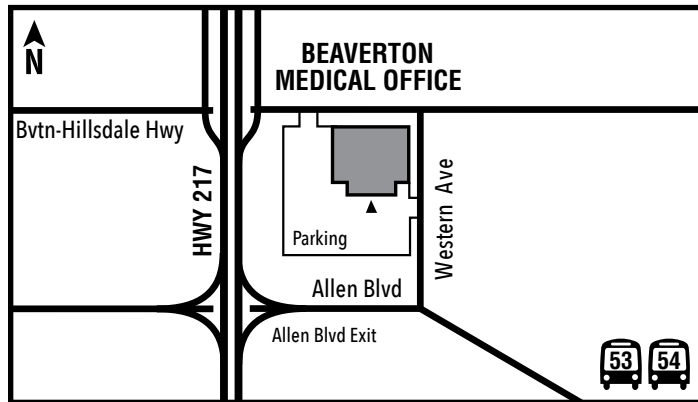 N
BEAVERTON
MEDICAL OFFICE
Bvtn-Hillsdale Hwy
HWY 217
Western Ave
Parking
Allen Blvd
Allen Blvd Exit
53 54